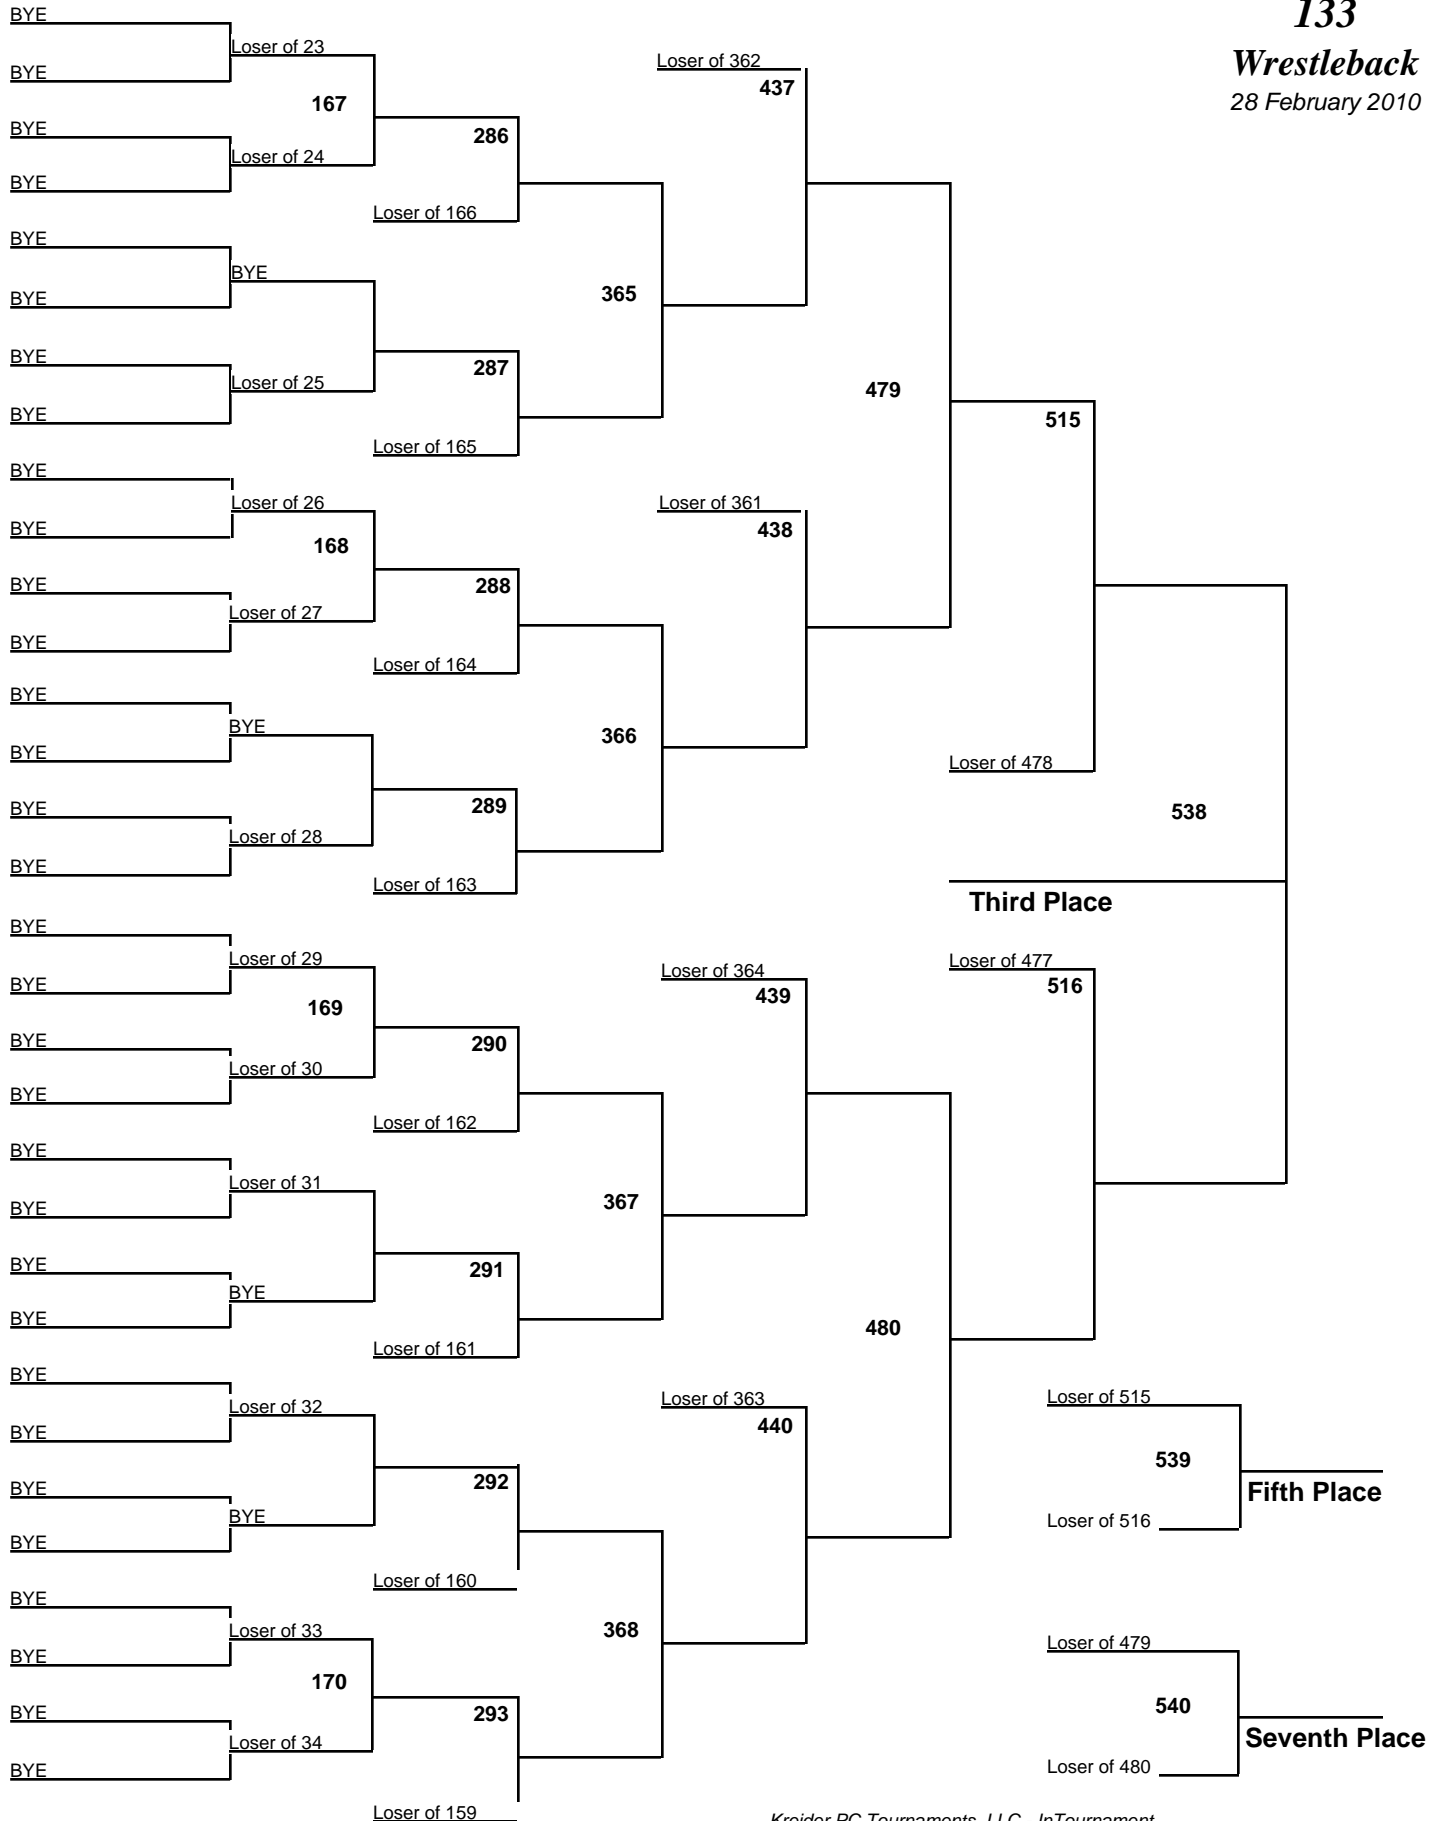 133
Wrestleback
28 February 2010
BYE
Loser of 23
BYE
167
BYE
Loser of 24
BYE
286
Loser of 166
BYE
BYE
BYE
365
BYE
Loser of 25
BYE
287
Loser of 165
Loser of 362
437
479
BYE
Loser of 26
BYE
168
BYE
Loser of 27
BYE
288
Loser of 164
BYE
BYE
BYE
366
BYE
Loser of 28
BYE
289
Loser of 163
Loser of 361
438
515
Loser of 478
538
Third Place
BYE
Loser of 29
BYE
169
BYE
Loser of 30
BYE
290
Loser of 162
BYE
Loser of 31
BYE
367
BYE
BYE
BYE
291
Loser of 161
Loser of 364
439
Loser of 477
516
480
BYE
Loser of 32
BYE
BYE
BYE
BYE
292
Loser of 160
BYE
Loser of 33
BYE
368
170
BYE
Loser of 34
BYE
293
Loser of 159
Loser of 363
440
Loser of 515
539
Fifth Place
Loser of 516
Loser of 479
540
Seventh Place
Loser of 480
Kreider PC Tournaments, LLC - InTournament